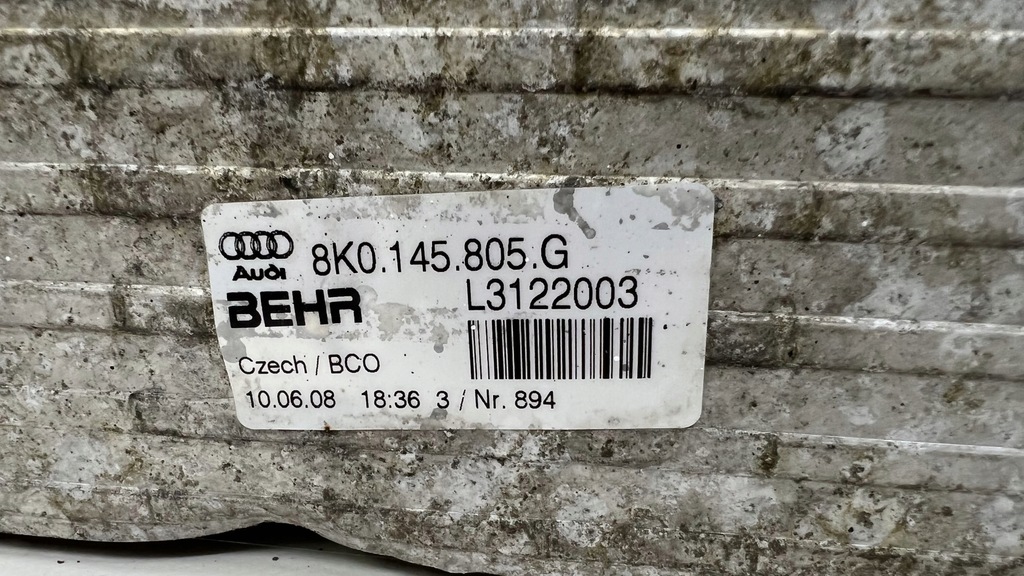 Audi 8K0.145.805.G
BEHR L3122003
Czech / BCO
10.06.08 18:36 3 / Nr. 894